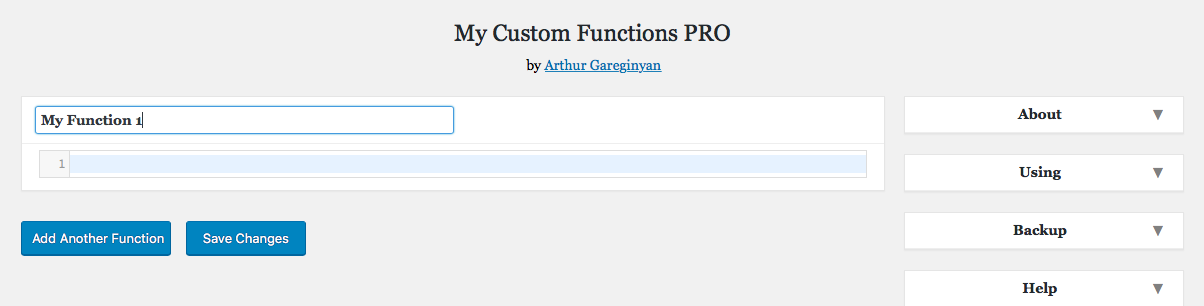 My Custom Functions PRO
by Arthur Gareginyan
My Function 1
1
Add Another Function
Save Changes
About
Using
Backup
Help